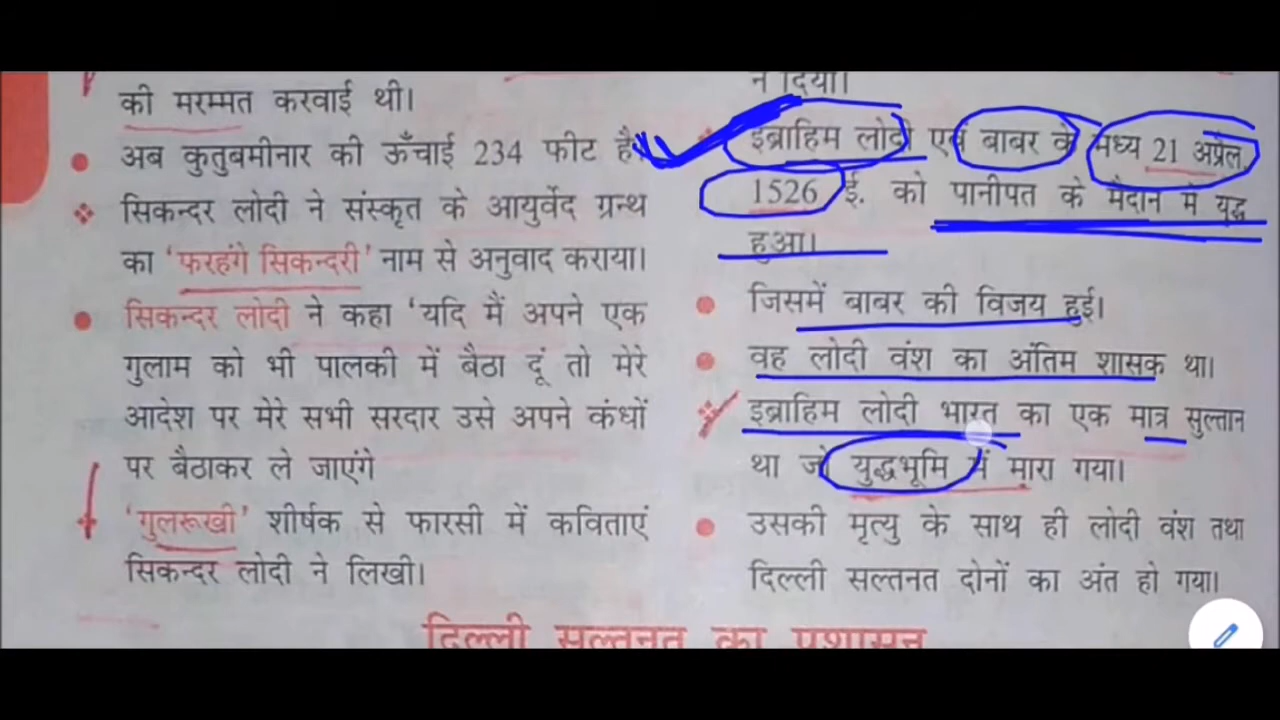 की मरम्मत करवाई थी।
अब कुतुबमीनार की ऊँचाई 234 फीट है।
सिकन्दर लोदी ने संस्कृत के आयुर्वेद ग्रन्थ
का 'फरहंगे सिकन्दरी' नाम से अनुवाद कराया।
सिकन्दर लोदी ने कहा 'यदि मैं अपने एक
गुलाम को भी पालकी में बैठा दूं तो मेरे
आदेश पर मेरे सभी सरदार उसे अपने कंधों
पर बैठाकर ले जाएंगे
'गुलरूखी' शीर्षक से फारसी में कविताएं
सिकन्दर लोदी ने लिखी।
न दिया।
इब्राहिम लोदी एवं बाबर के मध्य 21 अप्रैल,
1526 ई. को पानीपत के मैदान में युद्ध
हुआ।
जिसमें बाबर की विजय हुई।
वह लोदी वंश का अंतिम शासक था।
इब्राहिम लोदी भारत का एक मात्र सुल्तान
था जो युद्धभूमि में मारा गया।
उसकी मृत्यु के साथ ही लोदी वंश तथा
दिल्ली सल्तनत दोनों का अंत हो गया।
दिल्ली सल्तनत का प्रशासन